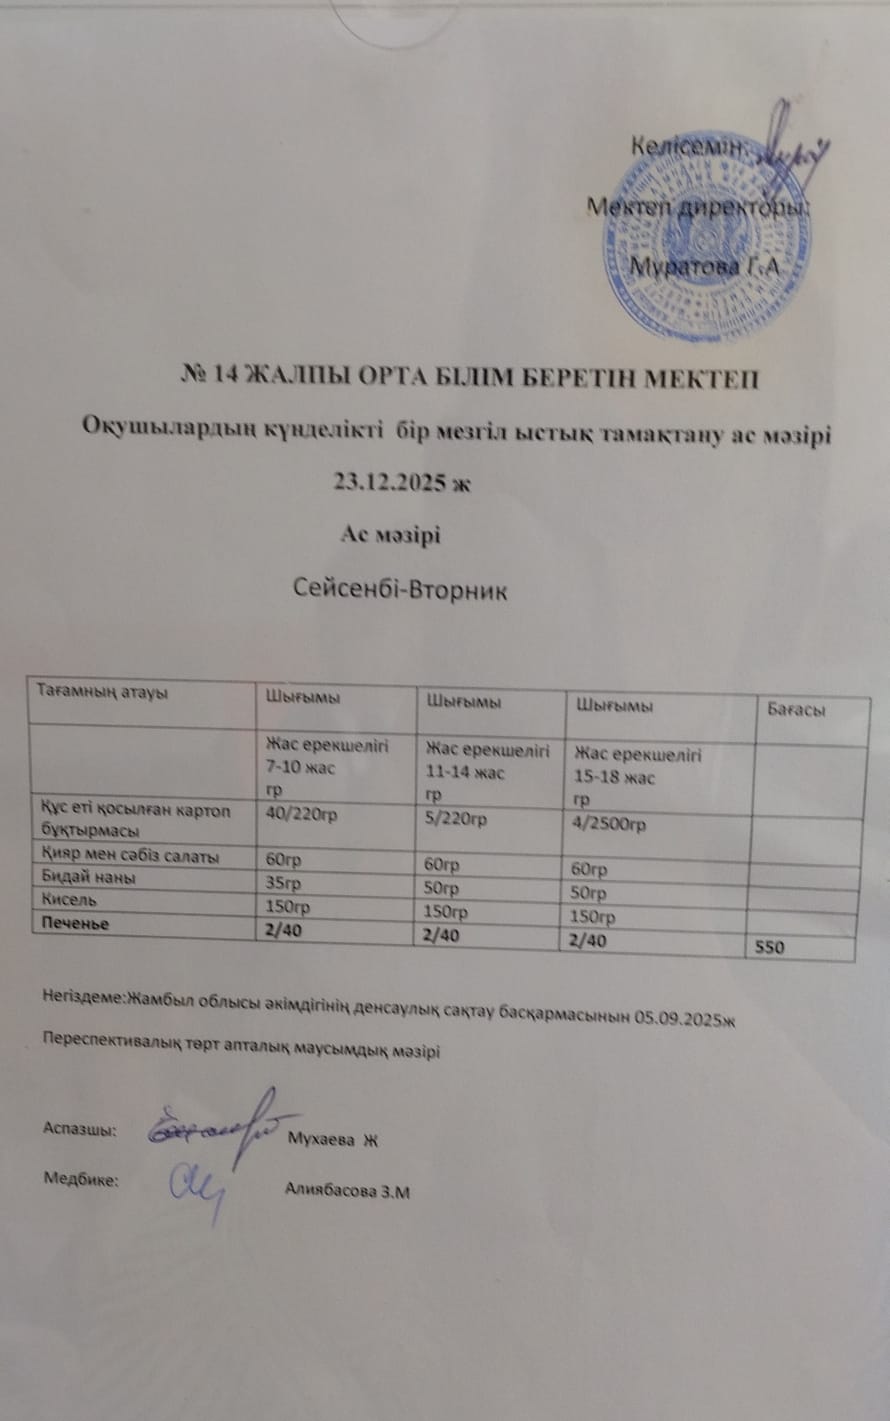 Келісемін:
Мектеп директоры:
Муратова Г.А
№ 14 ЖАЛПЫ ОРТА БІЛІМ БЕРЕТІН МЕКТЕП
Оқушылардың күнделікті бір мезгіл ыстық тамақтану ас мәзірі
23.12.2025 ж
Ас мәзірі
Сейсенбі-Вторник
Тағамның атауы Шығымы Шығымы Шығымы Бағасы
Жас ерекшелігі Жас ерекшелігі Жас ерекшелігі
7-10 жас 11-14 жас 15-18 жас
гр гр гр
Құс еті қосылған картоп 40/220гр 5/220гр 4/2500гр
бұқтырмасы
Қияр мен сәбіз салаты 60гр 60гр 60гр
Бидай наны 35гр 50гр 50гр
Кисель 150гр 150гр 150гр
Печенье 2/40 2/40 2/40 550
Негіздеме:Жамбыл облысы әкімдігінің денсаулық сақтау басқармасынын 05.09.2025ж
Переспективалық төрт апталық маусымдық мәзірі
Аспазшы: Мухаева Ж
Медбике: Алиябасова З.М